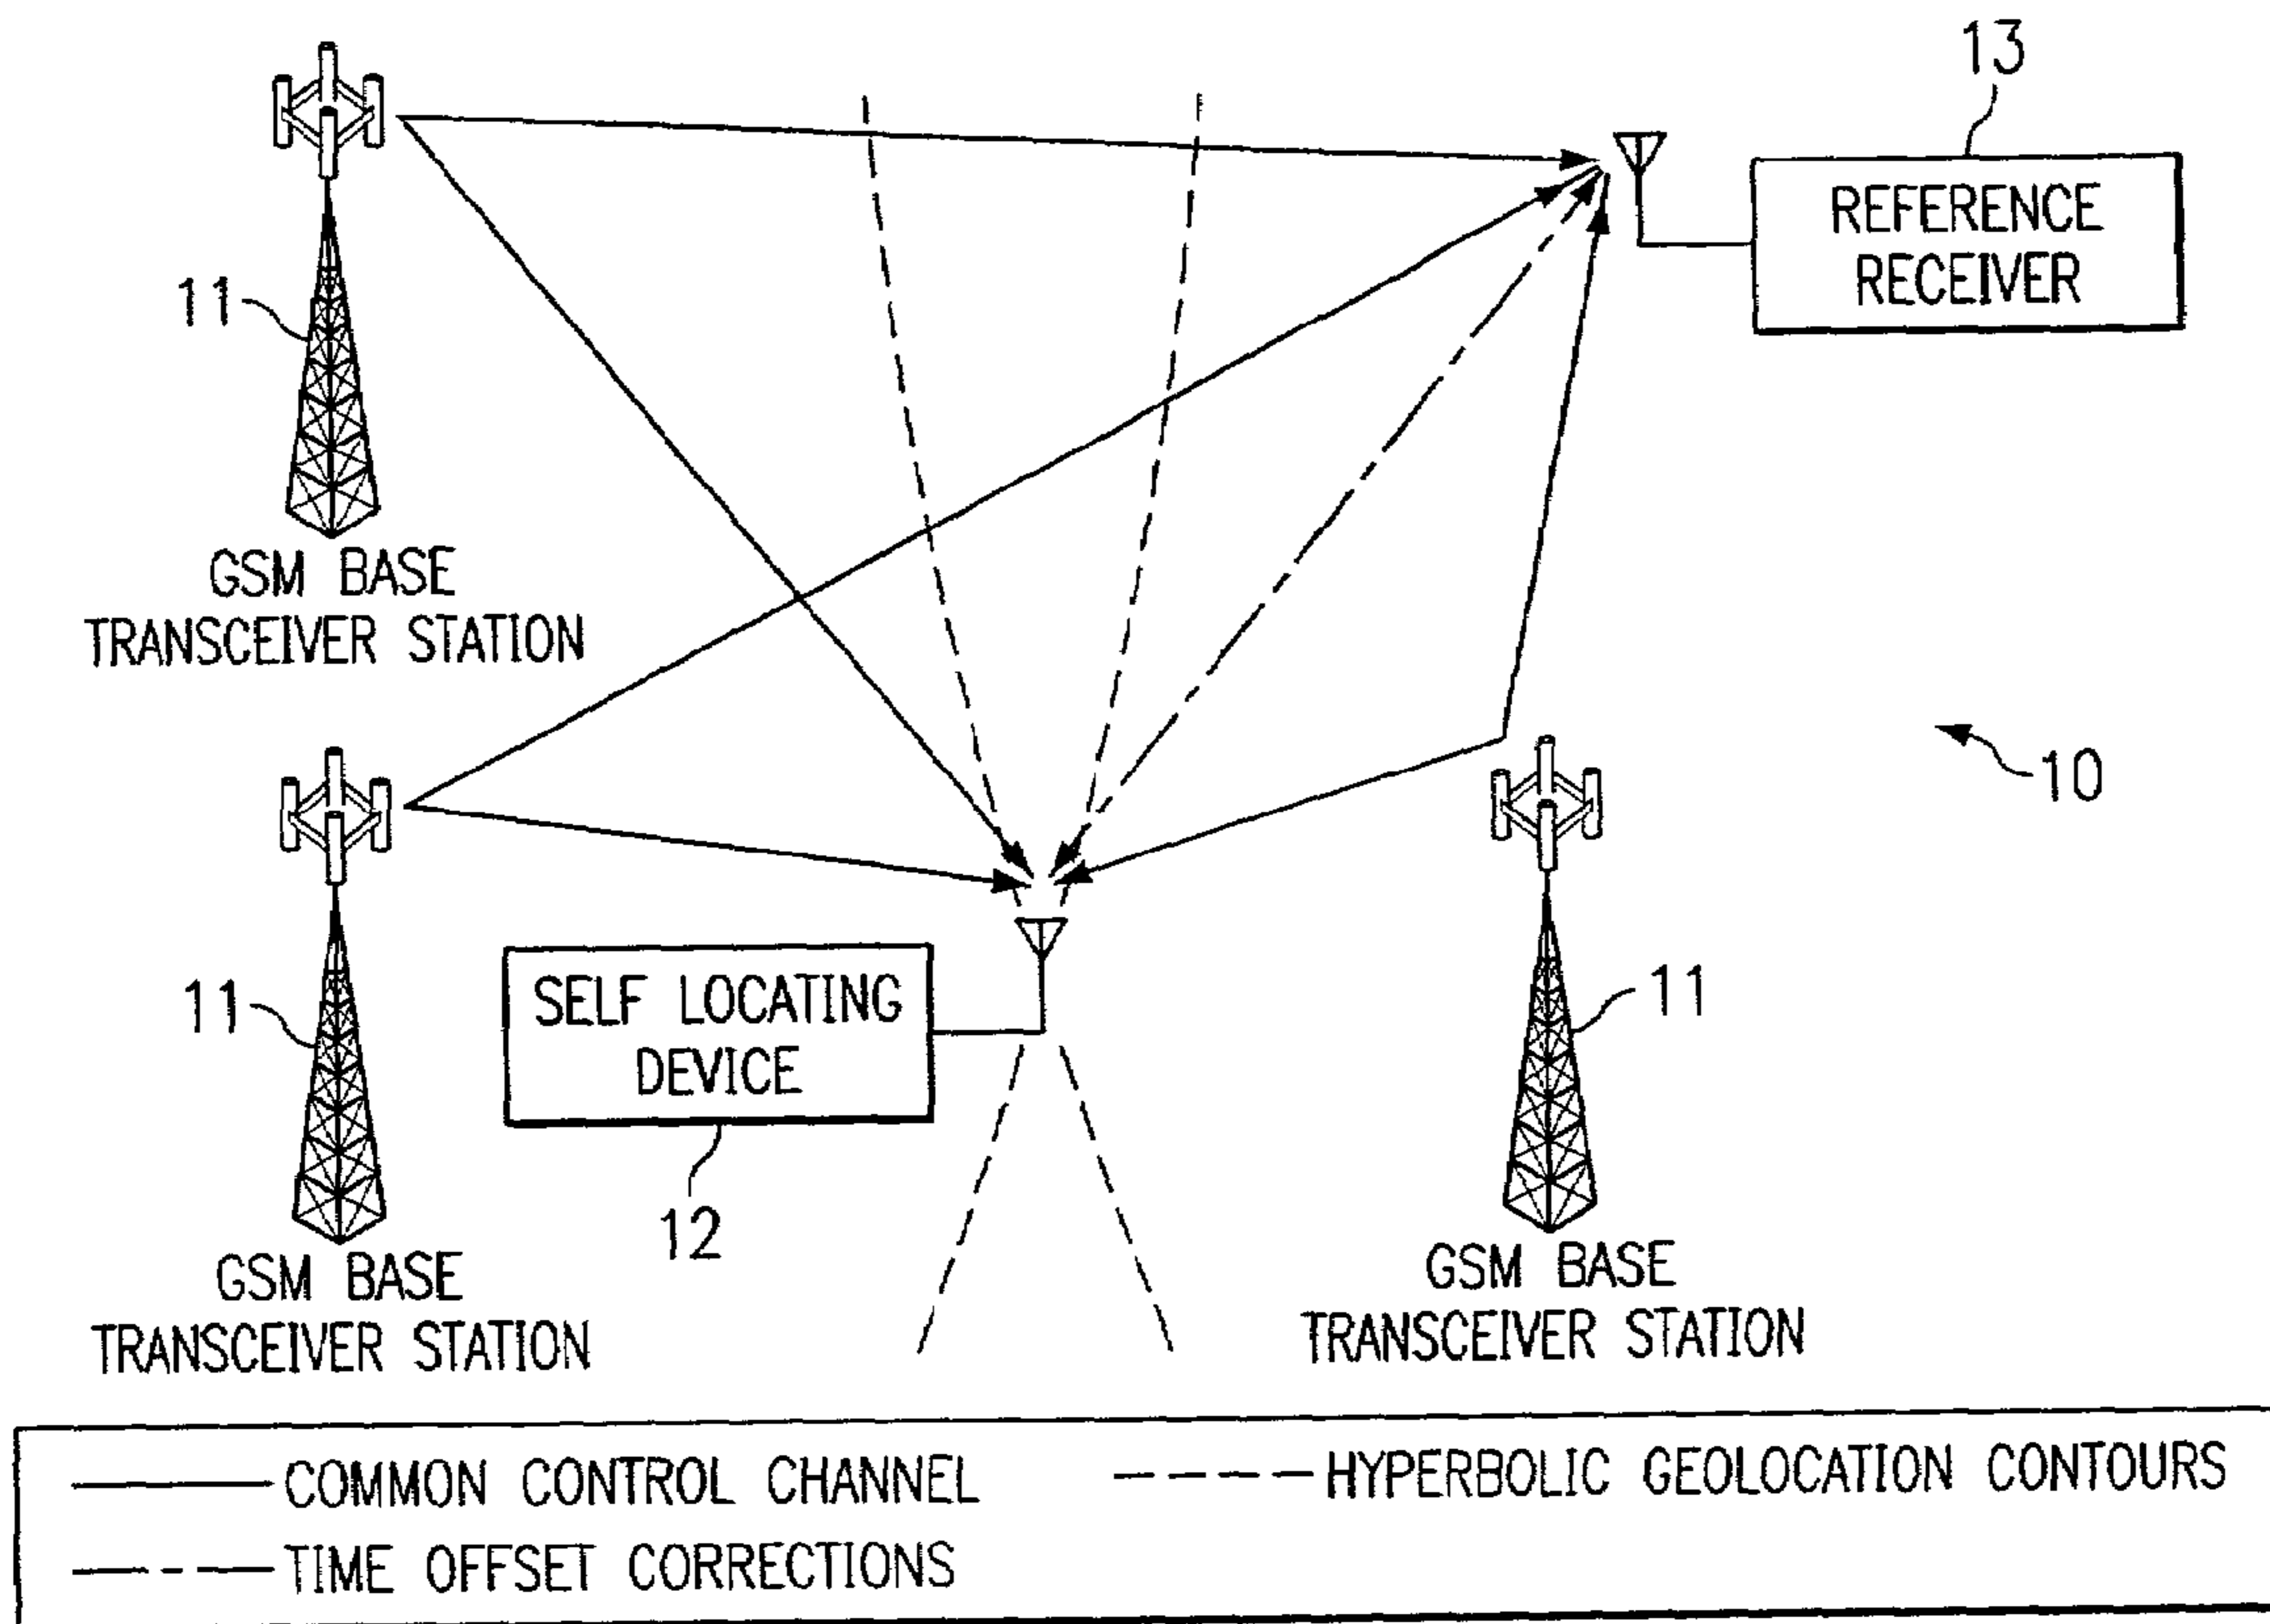 13
REFERENCE
RECEIVER
11
GSM BASE
TRANSCEIVER STATION
10
11
SELF LOCATING
DEVICE
11
12
GSM BASE
TRANSCEIVER STATION
GSM BASE
TRANSCEIVER STATION
COMMON CONTROL CHANNEL
HYPERBOLIC GEOLOCATION CONTOURS
TIME OFFSET CORRECTIONS